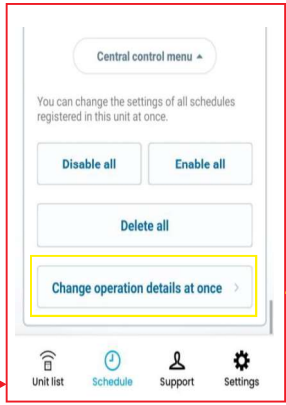 Central control menu
You can change the settings of all schedules
registered in this unit at once.
Disable all
Enable all
Delete all
Change operation details at once
Unit list
Schedule
Support
Settings